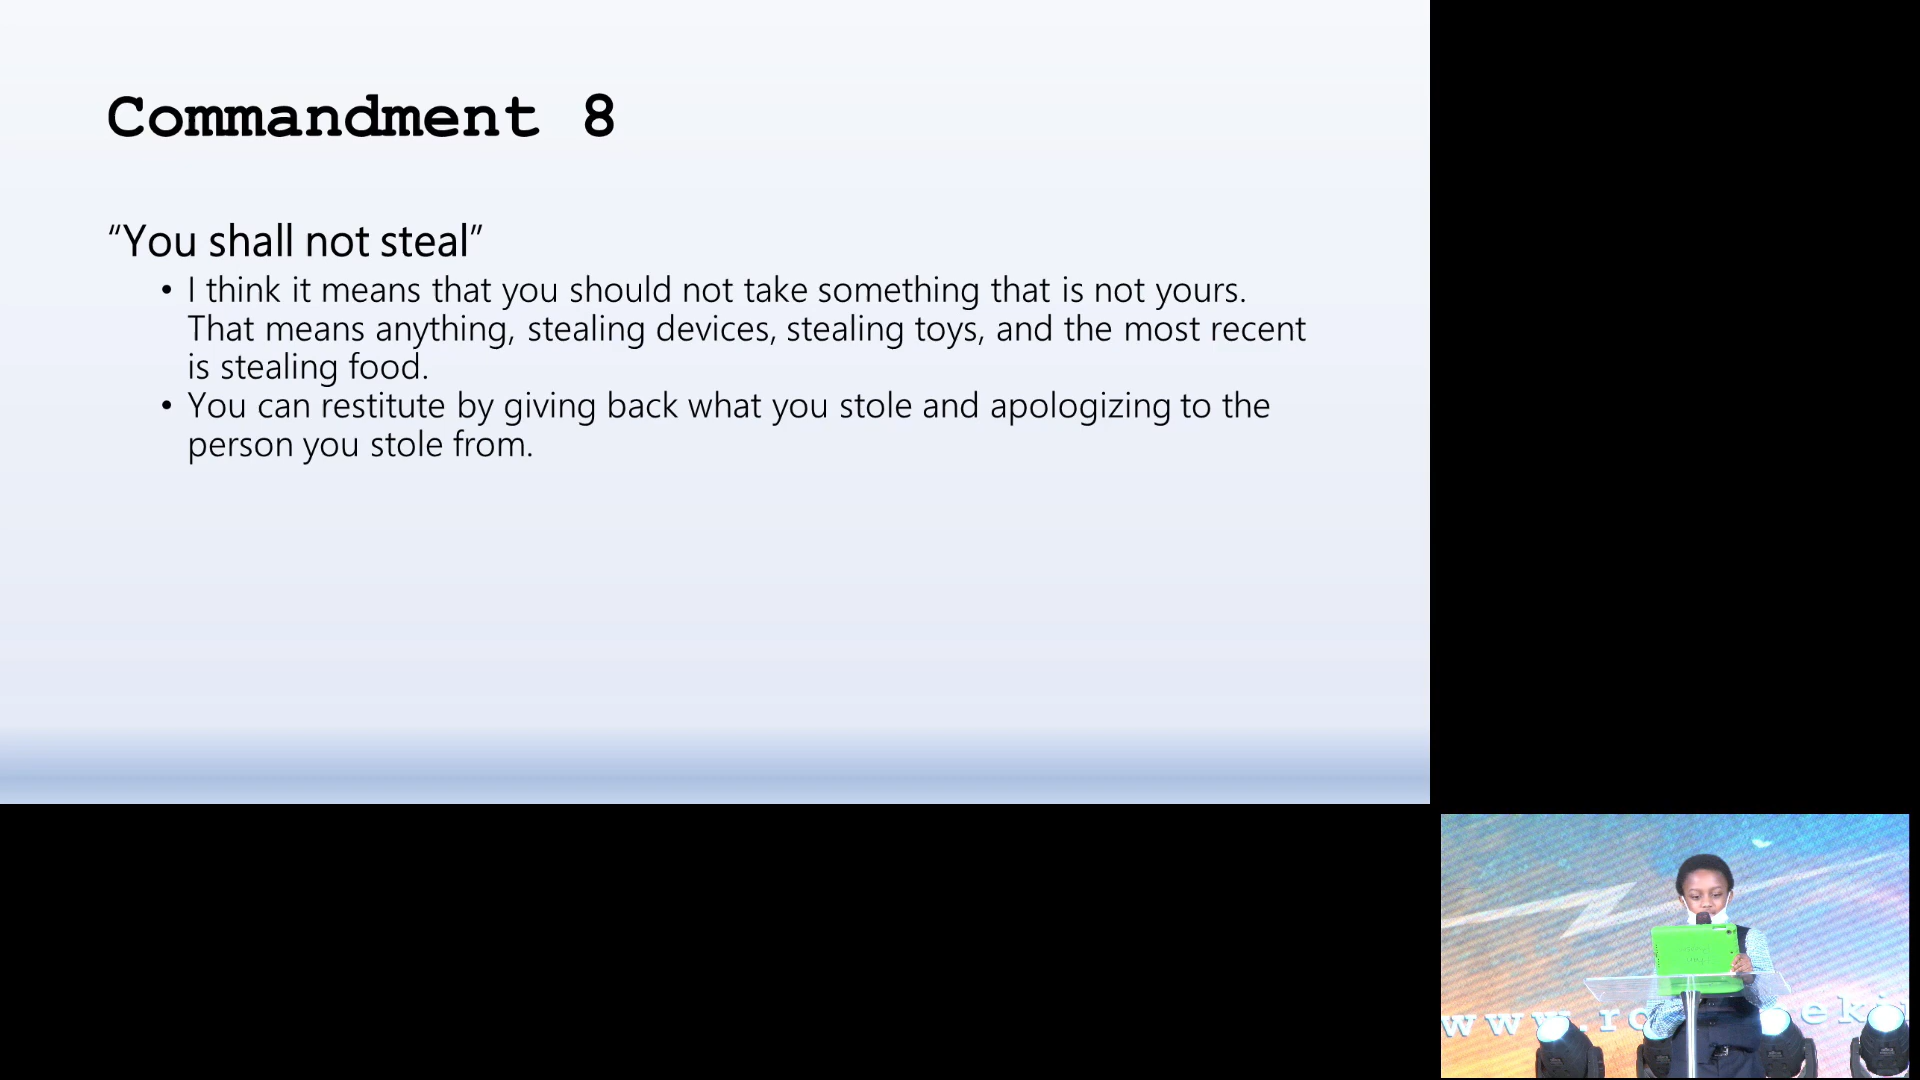 Commandment 8
“You shall not steal”
• I think it means that you should not take something that is not yours.
That means anything, stealing devices, stealing toys, and the most recent
is stealing food.
• You can restitute by giving back what you stole and apologizing to the
person you stole from.